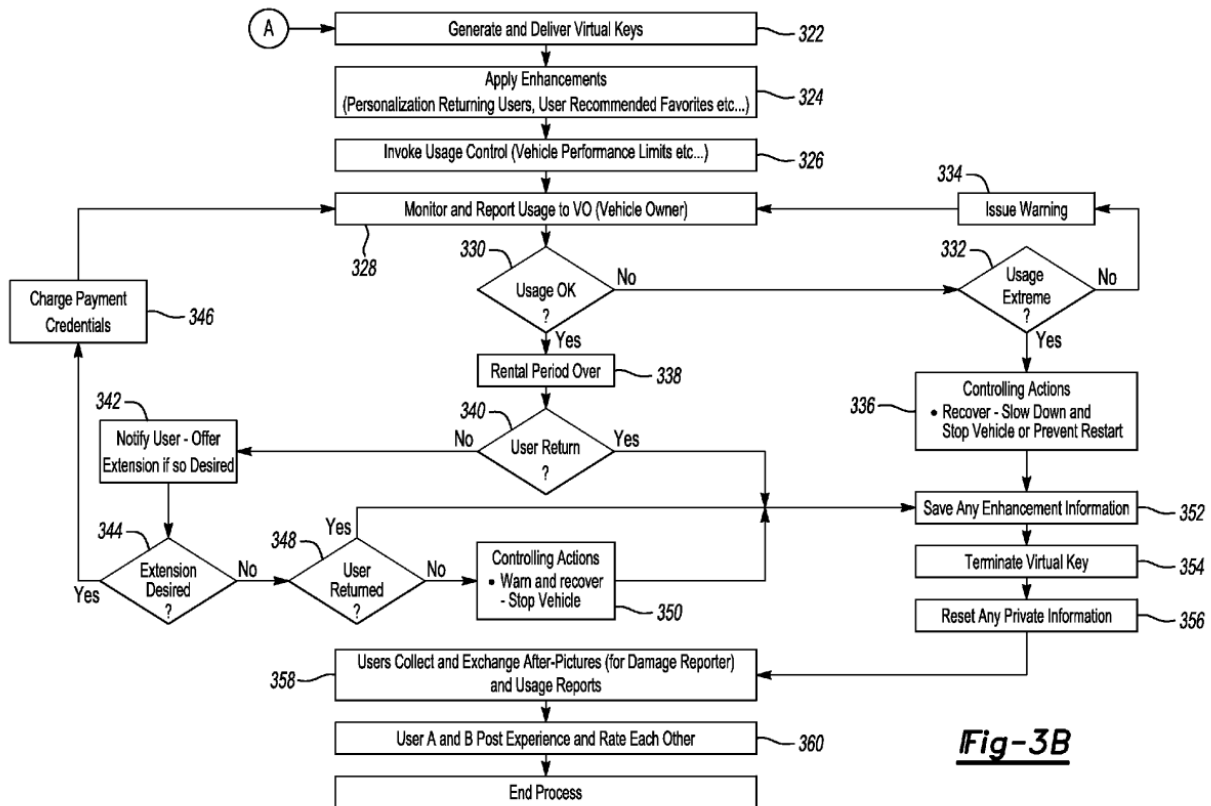 A
Generate and Deliver Virtual Keys
322
Apply Enhancements
(Personalization Returning Users, User Recommended Favorites etc...)
324
Invoke Usage Control (Vehicle Performance Limits etc...)
326
334
Monitor and Report Usage to VO (Vehicle Owner)
Issue Warning
328
330
332
No
No
Usage OK
?
Usage
Extreme
?
Charge Payment
Credentials
346
Yes
Yes
Rental Period Over
338
342
340
336
Controlling Actions
• Recover - Slow Down and
Stop Vehicle or Prevent Restart
Notify User - Offer
Extension if so Desired
No
Yes
User Return
?
Save Any Enhancement Information
352
344
Yes
348
Extension
Desired
?
Yes
No
User
Returned
?
No
Controlling Actions
• Warn and recover
- Stop Vehicle
350
Terminate Virtual Key
354
Reset Any Private Information
356
358
Users Collect and Exchange After-Pictures (for Damage Reporter)
and Usage Reports
User A and B Post Experience and Rate Each Other
360
Fig-3B
End Process